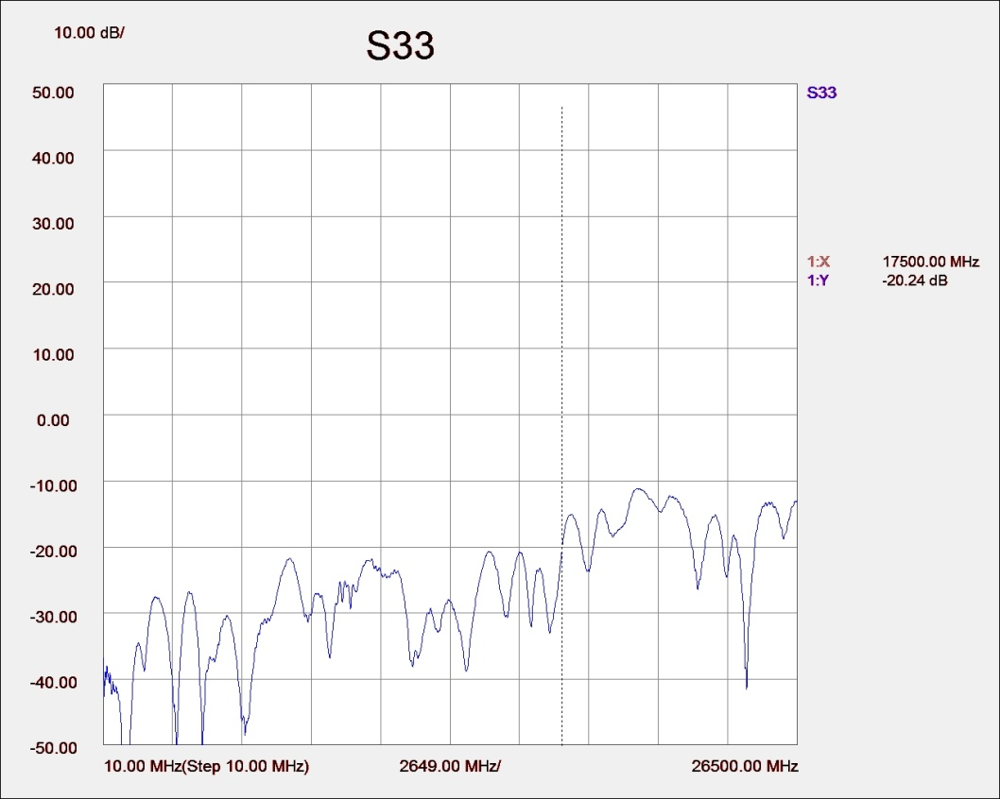 10.00 dB/
S33
50.00
S33
40.00
30.00
1:X 17500.00 MHz
1:Y -20.24 dB
20.00
10.00
0.00
-10.00
-20.00
-30.00
-40.00
-50.00
10.00 MHz(Step 10.00 MHz) 2649.00 MHz/ 26500.00 MHz